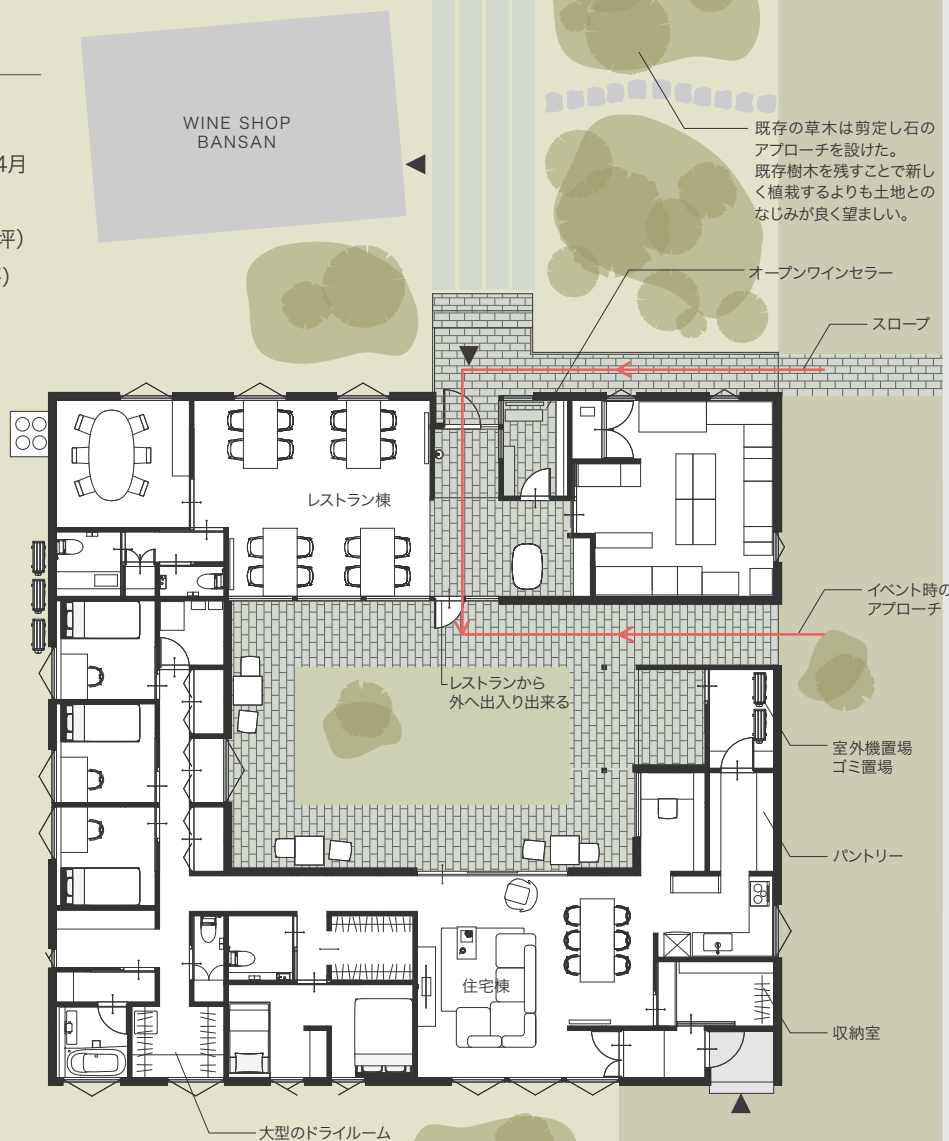 WINE SHOP
BANSAN
4月
坪）
）
既存の草木は剪定し石の
アプローチを設けた。
既存樹木を残すことで新し
く植栽するよりも土地との
なじみが良く望ましい。
オープンワインセラー
スロープ
レストラン棟
イベント時の
アプローチ
レストランから
外へ出入り出来る
室外機置場
ゴミ置場
パントリー
住宅棟
収納室
大型のドライルーム